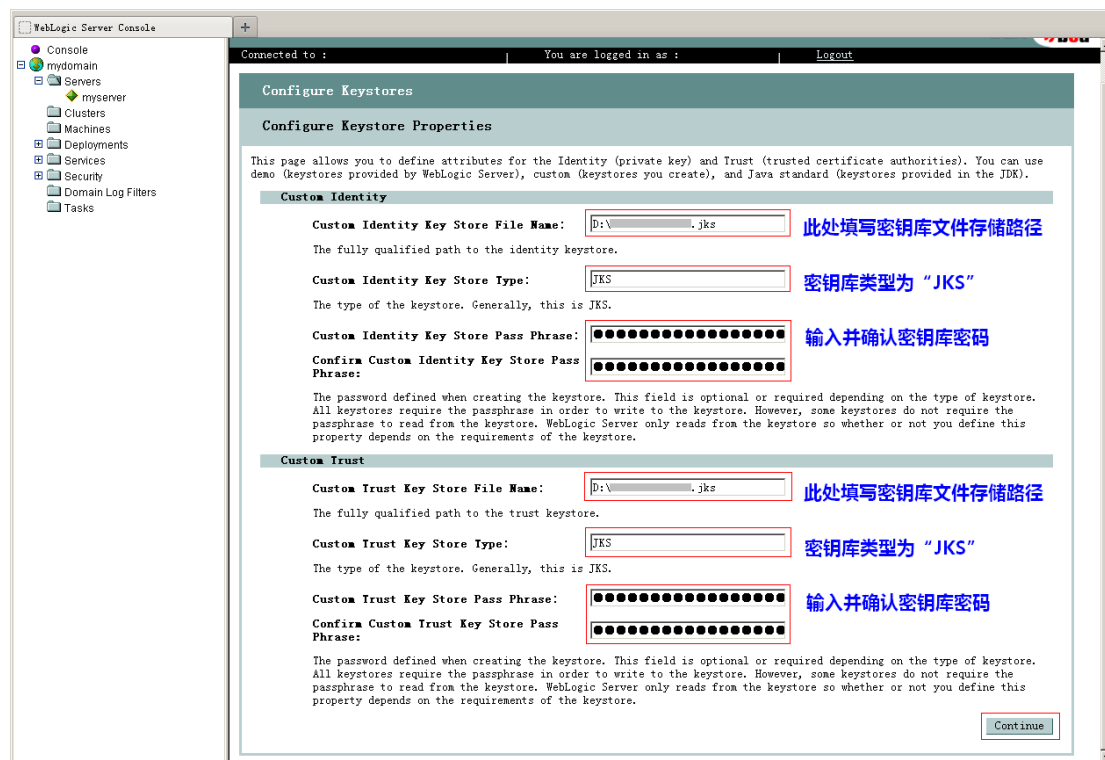 WebLogic Server Console
+
Console
mydomain
Servers
myserver
Clusters
Machines
Deployments
Services
Security
Domain Log Filters
Tasks
Connected to : You are logged in as : Logout
Configure Keystores
Configure Keystore Properties
This page allows you to define attributes for the Identity (private key) and Trust (trusted certificate authorities). You can use
demo (keystores provided by WebLogic Server), custom (keystores you create), and Java
standard (keystores provided in the JDK).
Custom Identity
Custom Identity Key Store File Name: D:\ .jks 此处填写密钥库文件存储路径
The fully qualified path to the identity keystore.
Custom Identity Key Store Type: JKS 密钥库类型为“JKS”
The type of the keystore. Generally, this is JKS.
Custom Identity Key Store Pass Phrase: 输入并确认密钥库密码
Confirm Custom Identity Key Store Pass
Phrase:
The password defined when creating the keystore. This field is optional or required depending on the type of keystore.
All keystores require the passphrase in order to write to the keystore. However, some keystores do not require the
passphrase to read from the keystore. WebLogic Server only reads from the keystore so whether or not you define this
property depends on the requirements of the keystore.
Custom Trust
Custom Trust Key Store File Name: D:\ .jks 此处填写密钥库文件存储路径
The fully qualified path to the trust keystore.
Custom Trust Key Store Type: JKS 密钥库类型为“JKS”
The type of the keystore. Generally, this is JKS.
Custom Trust Key Store Pass Phrase: 输入并确认密钥库密码
Confirm Custom Trust Key Store Pass
Phrase:
The password defined when creating the keystore. This field is optional or required depending on the type of keystore.
All keystores require the passphrase in order to write to the keystore. However, some keystores do not require the
passphrase to read from the keystore. WebLogic Server only reads from the keystore so whether or not you define this
property depends on the requirements of the keystore.
Continue